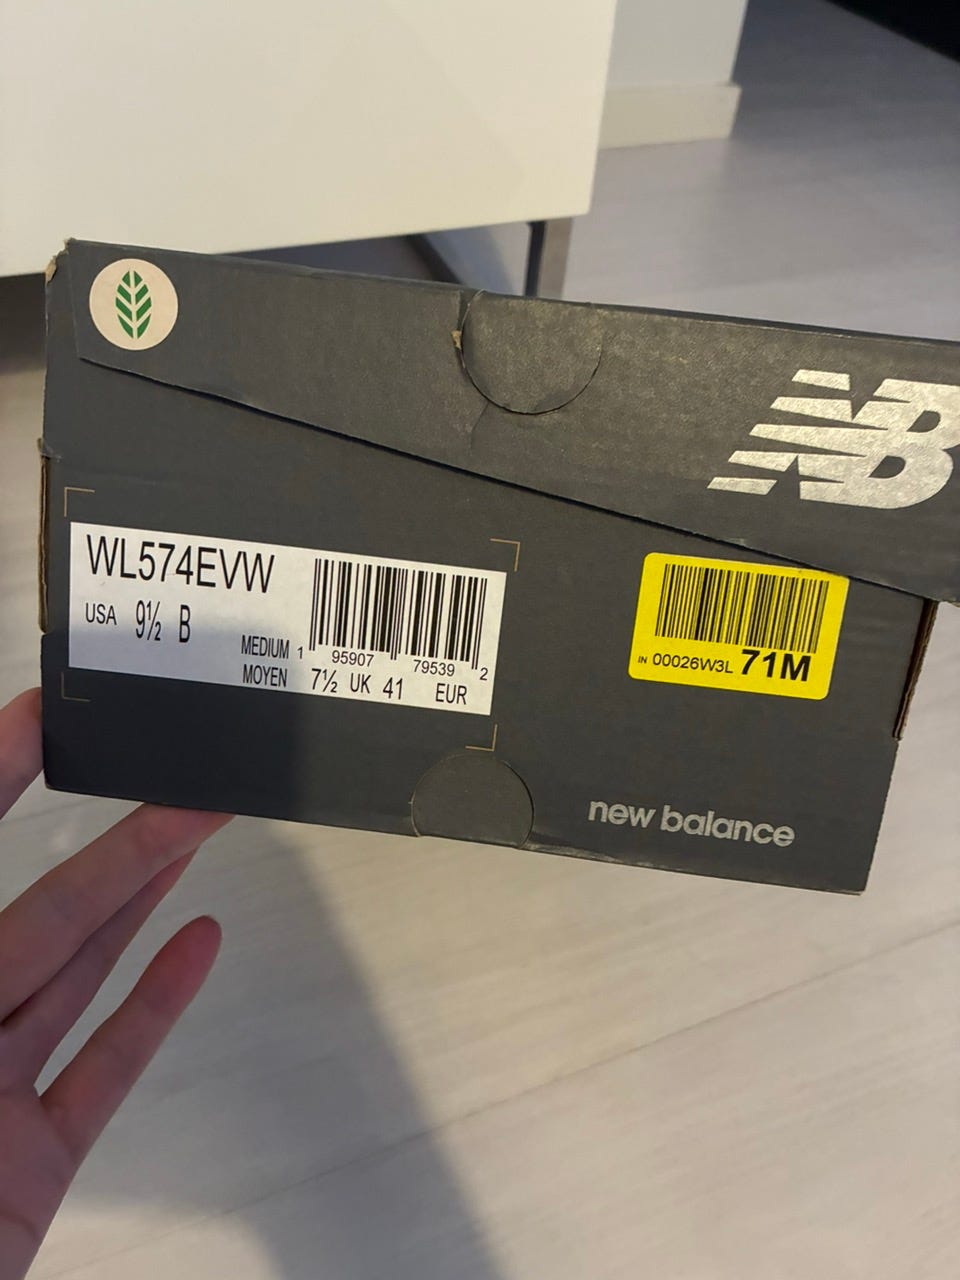 NB
WL574EVW
USA 9½ B
MEDIUM 1 95907 79539 2
MOYEN 7½ UK 41 EUR
IN 00026W3L 71M
new balance